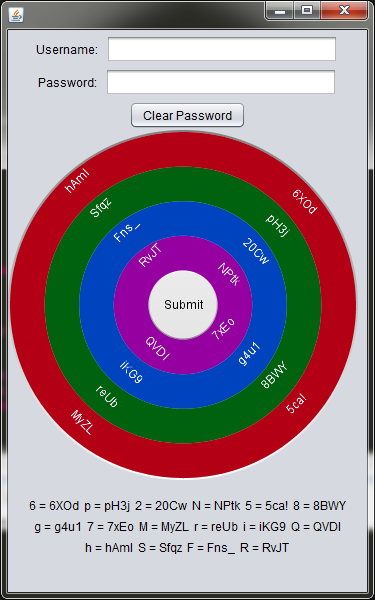 Username:
Password:
Clear Password
hAmI
6XOd
Sfqz
pH3j
Fns_
20Cw
RvJT
NPtk
Submit
QVDI
7xEo
iKG9
g4u1
reUb
8BWY
MyZL
5ca!
6 = 6XOd p = pH3j 2 = 20Cw N = NPtk 5 = 5ca! 8 = 8BWY
g = g4u1 7 = 7xEo M = MyZL r = reUb i = iKG9 Q = QVDI
h = hAmI S = Sfqz F = Fns_ R = RvJT